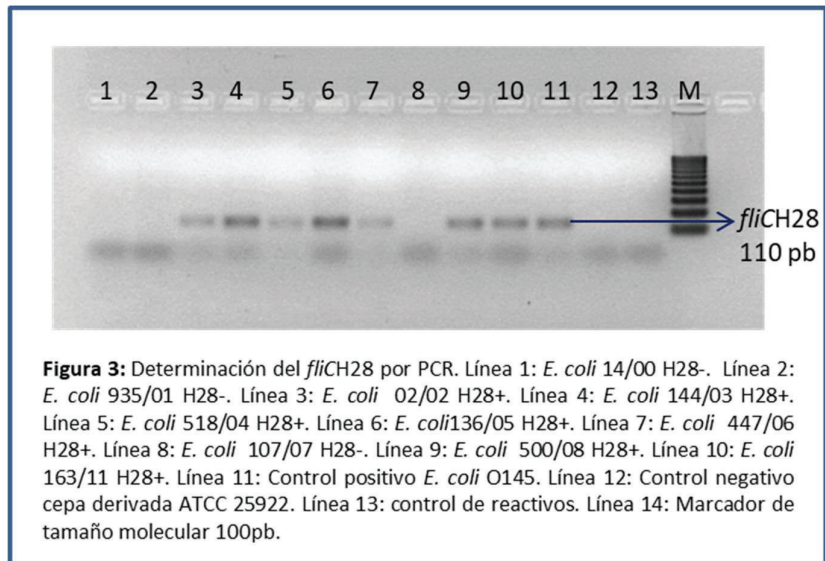 1 2 3 4 5 6 7 8 9 10 11 12 13 M
fliCH28
110 pb
Figura 3: Determinación del fliCH28 por PCR. Línea 1: E. coli 14/00 H28-. Línea 2:
E. coli 935/01 H28-. Línea 3: E. coli 02/02 H28+. Línea 4: E. coli 144/03 H28+.
Línea 5: E. coli 518/04 H28+. Línea 6: E. coli136/05 H28+. Línea 7: E. coli 447/06
H28+. Línea 8: E. coli 107/07 H28-. Línea 9: E. coli 500/08 H28+. Línea 10: E. coli
163/11 H28+. Línea 11: Control positivo E. coli O145. Línea 12: Control negativo
cepa derivada ATCC 25922. Línea 13: control de reactivos. Línea 14: Marcador de
tamaño molecular 100pb.